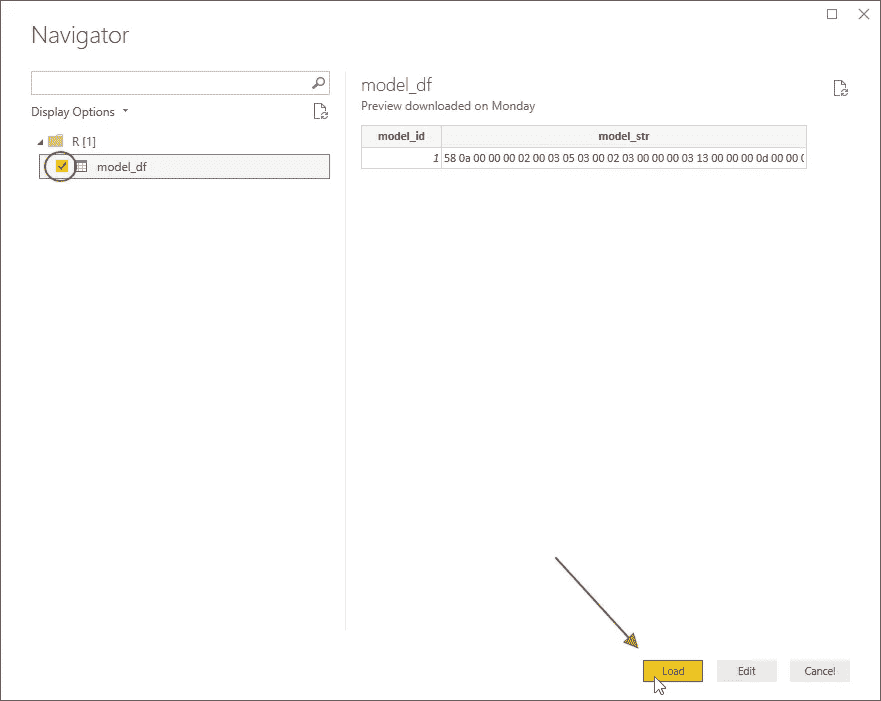 Navigator
Display Options
R [1]
model_df
model_df
Preview downloaded on Monday
model_id model_str
1 58 0a 00 00 00 02 00 03 05 03 00 02 03 00 00 00 03 13 00 00 00 0d 00 00 0
Load Edit Cancel